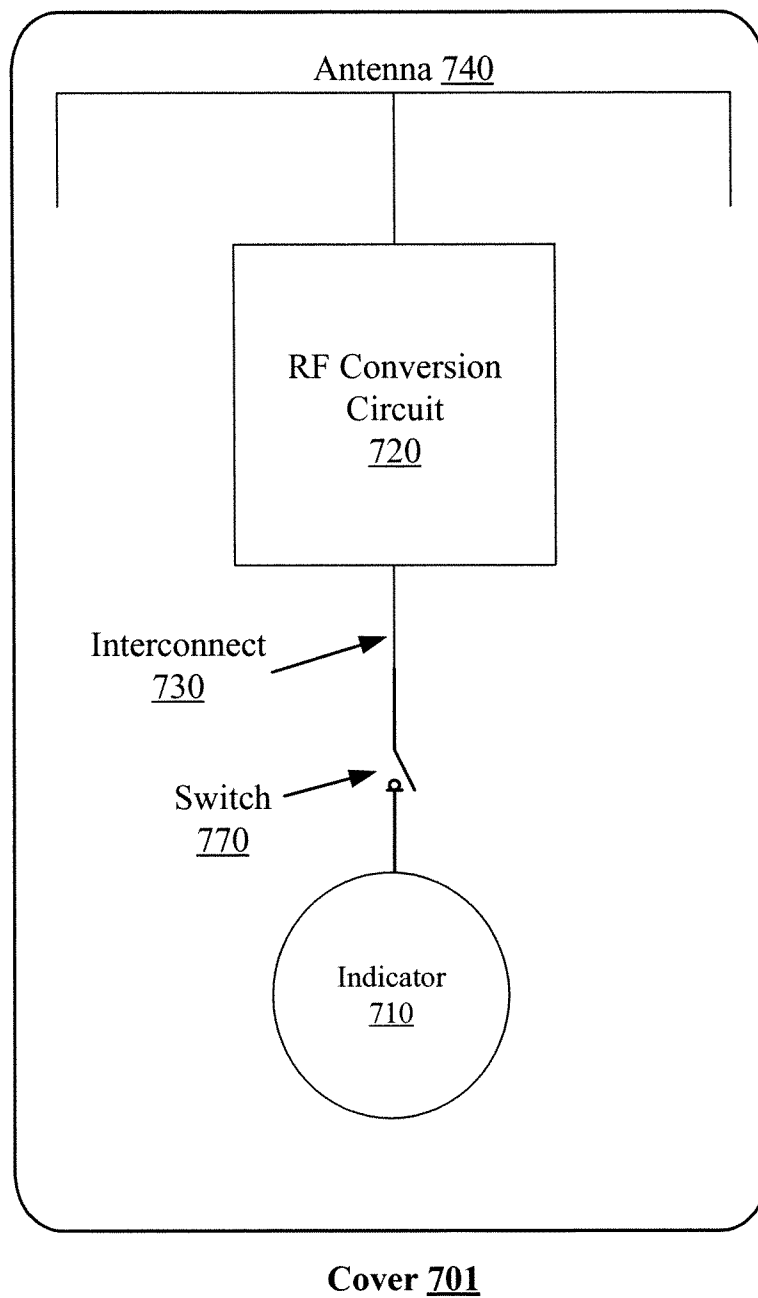 Antenna 740
RF Conversion
Circuit
720
Interconnect
730
Switch
770
Indicator
710
Cover 701